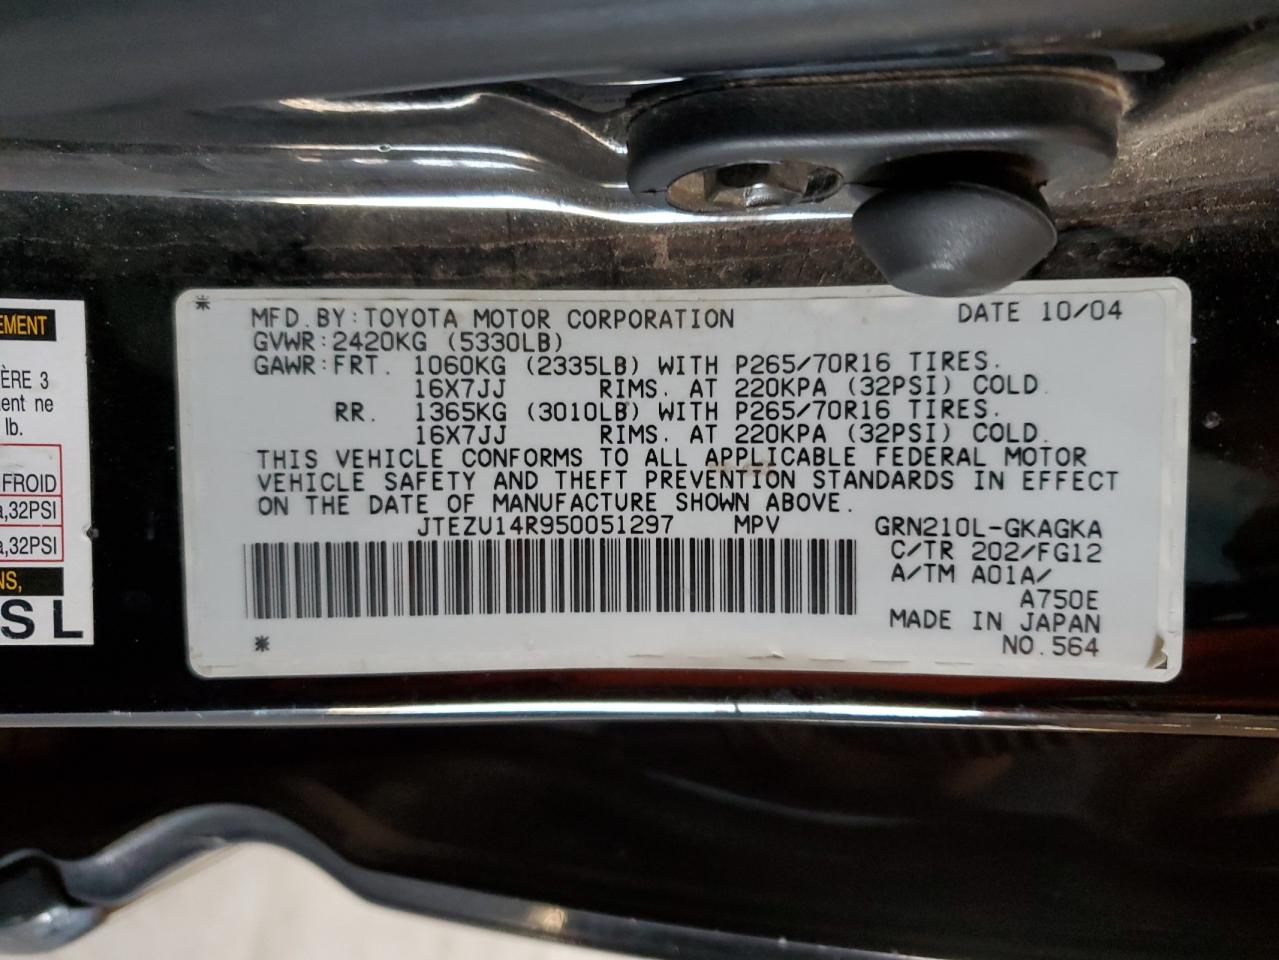 EMENT
ÈRE 3
ent ne
lb.
FROID
a,32PSI
a,32PSI
NS,
SL
* MFD.BY:TOYOTA MOTOR CORPORATION DATE 10/04
GVWR:2420KG (5330LB)
GAWR:FRT. 1060KG (2335LB) WITH P265/70R16 TIRES.
16X7JJ RIMS. AT 220KPA (32PSI) COLD.
RR. 1365KG (3010LB) WITH P265/70R16 TIRES.
16X7JJ RIMS. AT 220KPA (32PSI) COLD.
THIS VEHICLE CONFORMS TO ALL APPLICABLE FEDERAL MOTOR
VEHICLE SAFETY AND THEFT PREVENTION STANDARDS IN EFFECT
ON THE DATE OF MANUFACTURE SHOWN ABOVE.
JTEZU14R950051297 MPV GRN210L-GKAGKA
C/TR 202/FG12
A/TM A01A/
A750E
MADE IN JAPAN
* NO.564